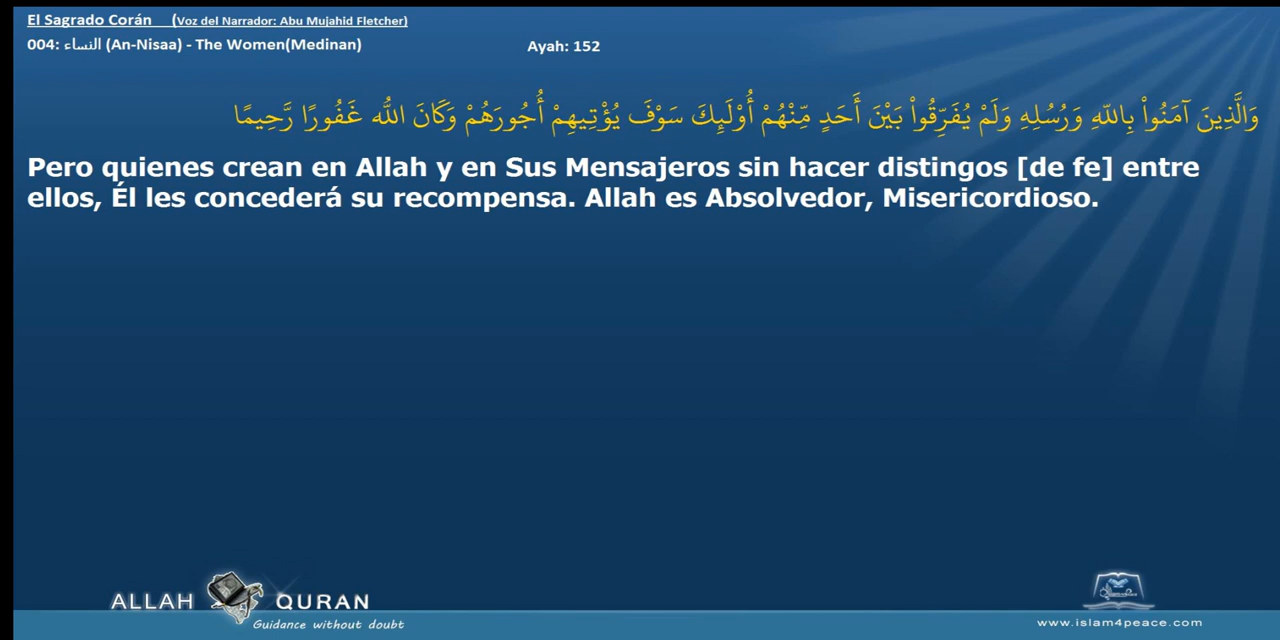 El Sagrado Corán (Voz del Narrador: Abu Mujahid Fletcher)
004: النساء (An-Nisaa) - The Women(Medinan) Ayah: 152
وَالَّذِينَ آمَنُواْ بِاللّهِ وَرُسُلِهِ وَلَمْ يُفَرِّقُواْ بَيْنَ أَحَدٍ مِّنْهُمْ أُوْلَئِكَ سَوْفَ يُؤْتِيهِمْ أُجُورَهُمْ وَكَانَ اللّهُ غَفُورًا رَّحِيمًا
Pero quienes crean en Allah y en Sus Mensajeros sin hacer distingos [de fe] entre
ellos, Él les concederá su recompensa. Allah es Absolvedor, Misericordioso.
ALLAH QURAN
Guidance without doubt
www.islam4peace.com